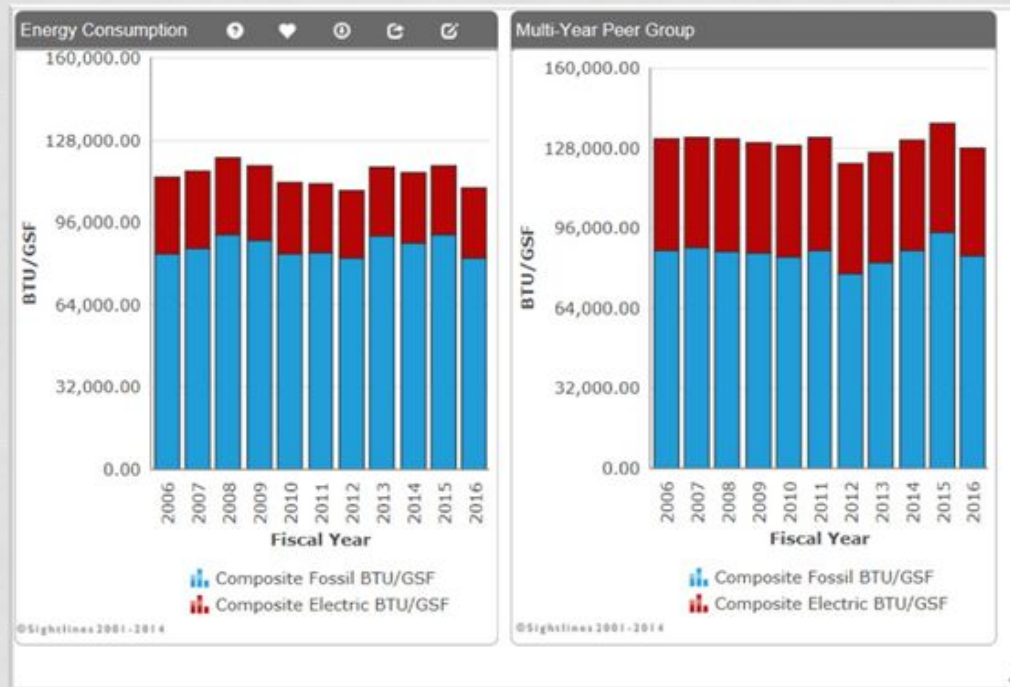 Energy Consumption
160,000.00
128,000.00
96,000.00
64,000.00
32,000.00
0.00
BTU/GSF
2006 2007 2008 2009 2010 2011 2012 2013 2014 2015 2016
Fiscal Year
Composite Fossil BTU/GSF
Composite Electric BTU/GSF
©Sightlines 2001-2014
Multi-Year Peer Group
160,000.00
128,000.00
96,000.00
64,000.00
32,000.00
0.00
BTU/GSF
2006 2007 2008 2009 2010 2011 2012 2013 2014 2015 2016
Fiscal Year
Composite Fossil BTU/GSF
Composite Electric BTU/GSF
©Sightlines 2001-2014